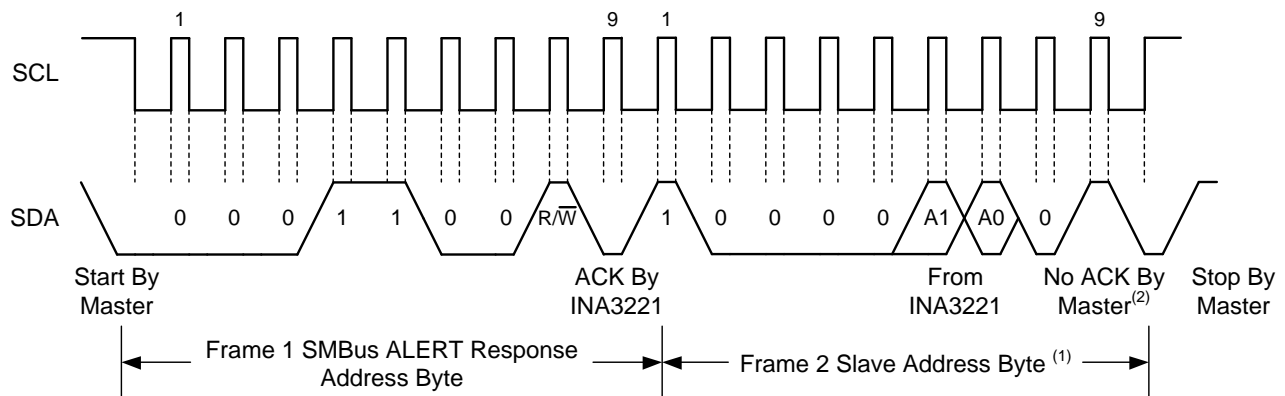 1 9 1 9
SCL
SDA
0 0 0 1 1 0 0 R/W̅ 1 0 0 0 0 A1 A0 0
Start By
Master
ACK By
INA3221
From
INA3221
No ACK By
Master(2)
Stop By
Master
Frame 1 SMBus ALERT Response
Address Byte
Frame 2 Slave Address Byte (1)